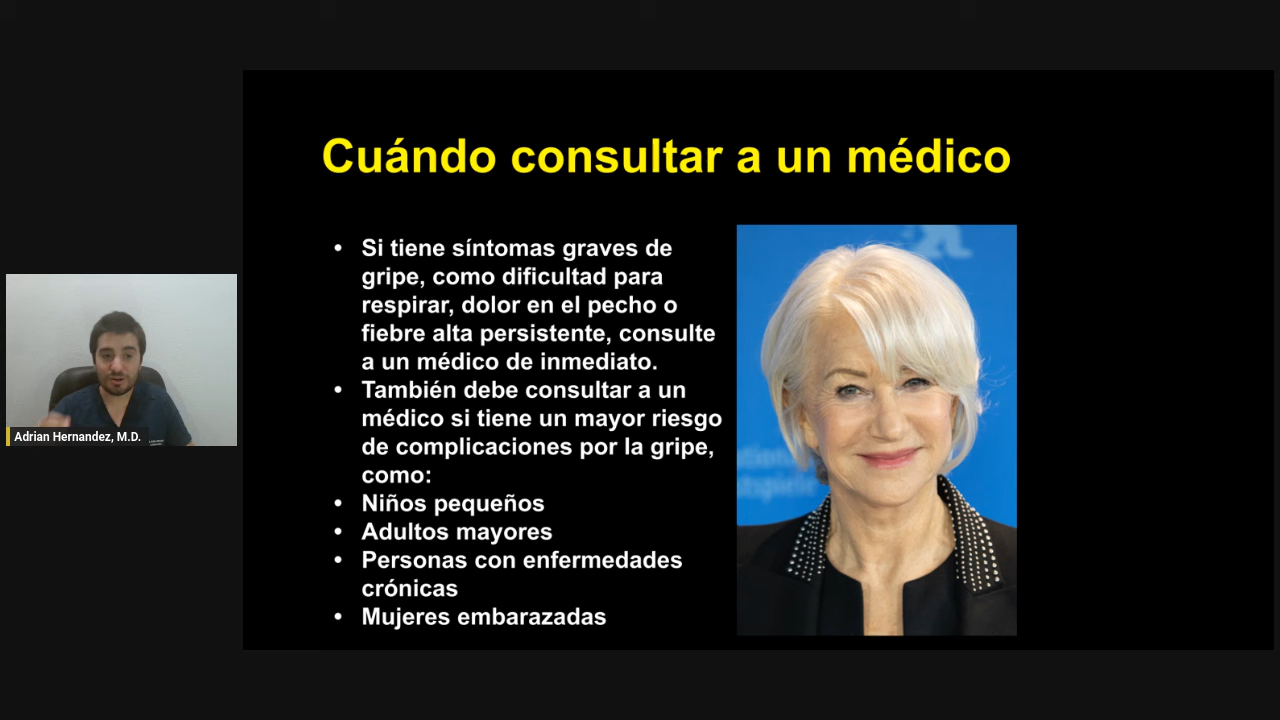 Cuándo consultar a un médico
• Si tiene síntomas graves de
gripe, como dificultad para
respirar, dolor en el pecho o
fiebre alta persistente, consulte
a un médico de inmediato.
• También debe consultar a un
médico si tiene un mayor riesgo
de complicaciones por la gripe,
como:
• Niños pequeños
• Adultos mayores
• Personas con enfermedades
crónicas
• Mujeres embarazadas
Adrian Hernandez, M.D.